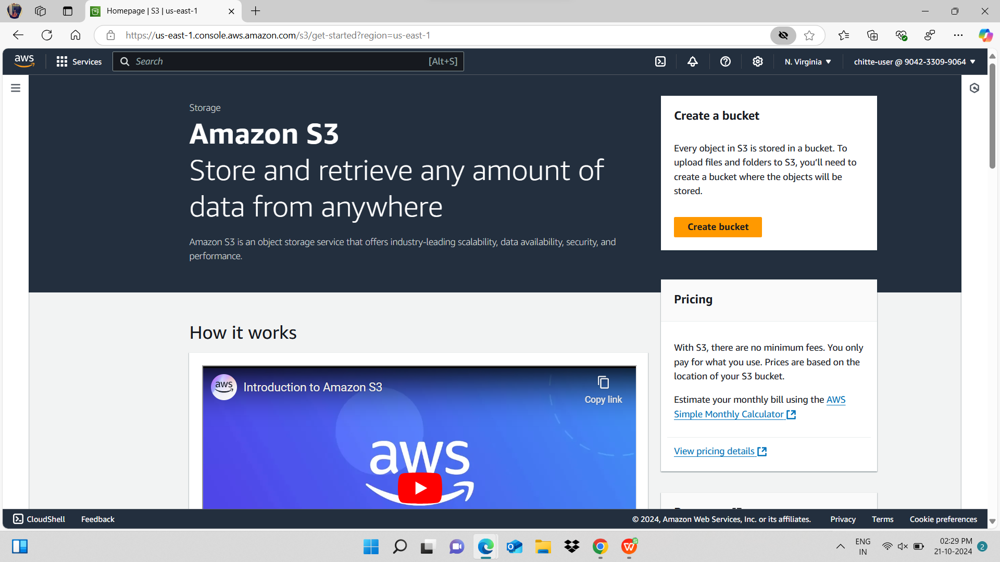 Homepage | S3 | us-east-1
https://us-east-1.console.aws.amazon.com/s3/get-started?region=us-east-1
aws
Services
Search
[Alt+S]
N. Virginia
chitte-user @ 9042-3309-9064
Storage
Amazon S3
Store and retrieve any amount of
data from anywhere
Amazon S3 is an object storage service that offers industry-leading scalability, data availability, security, and
performance.
Create a bucket
Every object in S3 is stored in a bucket. To
upload files and folders to S3, you’ll need to
create a bucket where the objects will be
stored.
Create bucket
How it works
aws
Introduction to Amazon S3
Copy link
aws
Pricing
With S3, there are no minimum fees. You only
pay for what you use. Prices are based on the
location of your S3 bucket.
Estimate your monthly bill using the AWS
Simple Monthly Calculator
View pricing details
CloudShell
Feedback
© 2024, Amazon Web Services, Inc. or its affiliates.
Privacy
Terms
Cookie preferences
ENG
IN
02:29 PM
21-10-2024
2